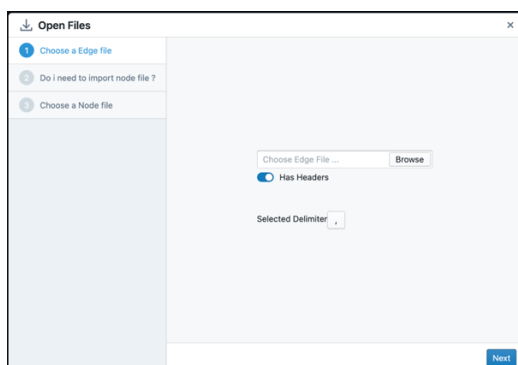 Open Files
1 Choose a Edge file
2 Do i need to import node file ?
3 Choose a Node file
Choose Edge File ... Browse
Has Headers
Selected Delimiter ,
Next